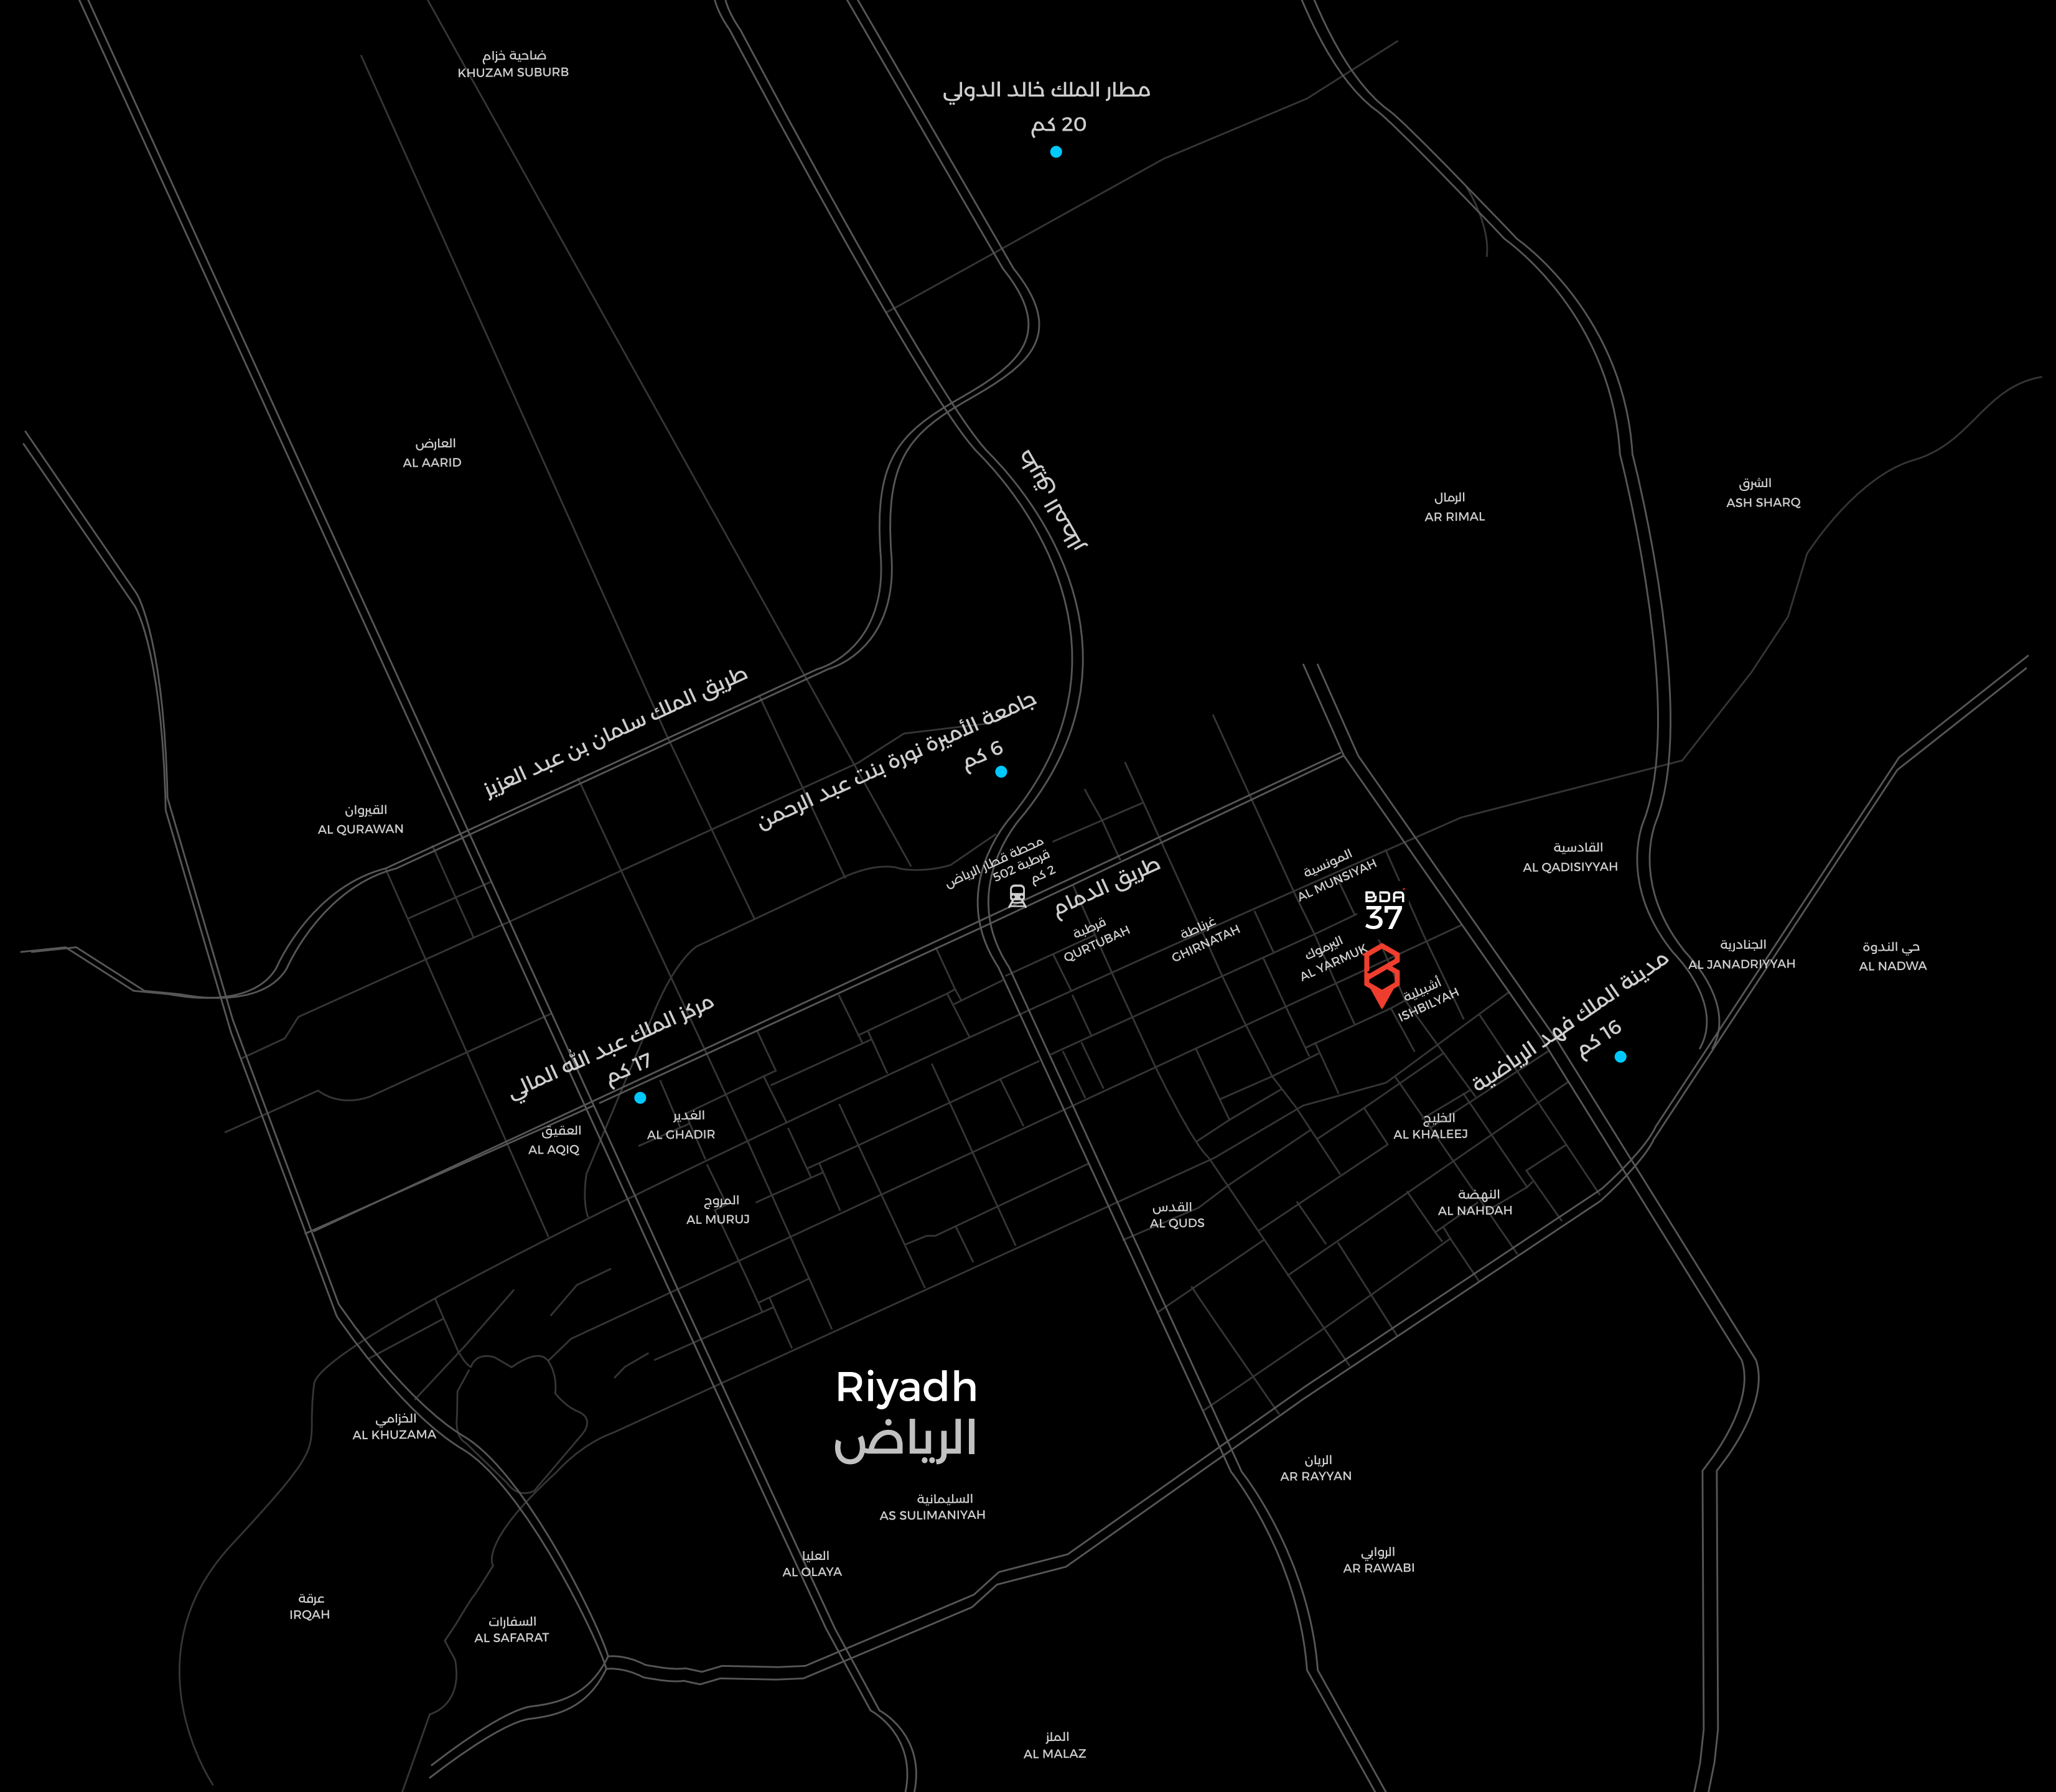 ضاحية خزام
KHUZAM SUBURB
مطار الملك خالد الدولي
20 كم
العارض
AL AARID
طريق المطار
الرمال
AR RIMAL
الشرق
ASH SHARQ
طريق الملك سلمان بن عبد العزيز
جامعة الأميرة نورة بنت عبد الرحمن
6 كم
القيروان
AL QURAWAN
محطة قطار الرياض
قرطبة 502
2 كم
طريق الدمام
المونسية
AL MUNSIYAH
القادسية
AL QADISIYYAH
BDA
37
قرطبة
QURTUBAH
غرناطة
GHIRNATAH
اليرموك
AL YARMUK
أشبيلية
ISHBILYAH
الجنادرية
AL JANADRIYYAH
حي الندوة
AL NADWA
مدينة الملك فهد الرياضية
16 كم
مركز الملك عبد الله المالي
17 كم
العقيق
AL AQIQ
الغدير
AL GHADIR
الخليج
AL KHALEEJ
المروج
AL MURUJ
القدس
AL QUDS
النهضة
AL NAHDAH
Riyadh
الرياض
الخزامي
AL KHUZAMA
الريان
AR RAYYAN
السليمانية
AS SULIMANIYAH
العليا
AL OLAYA
الروابي
AR RAWABI
عرقة
IRQAH
السفارات
AL SAFARAT
الملز
AL MALAZ